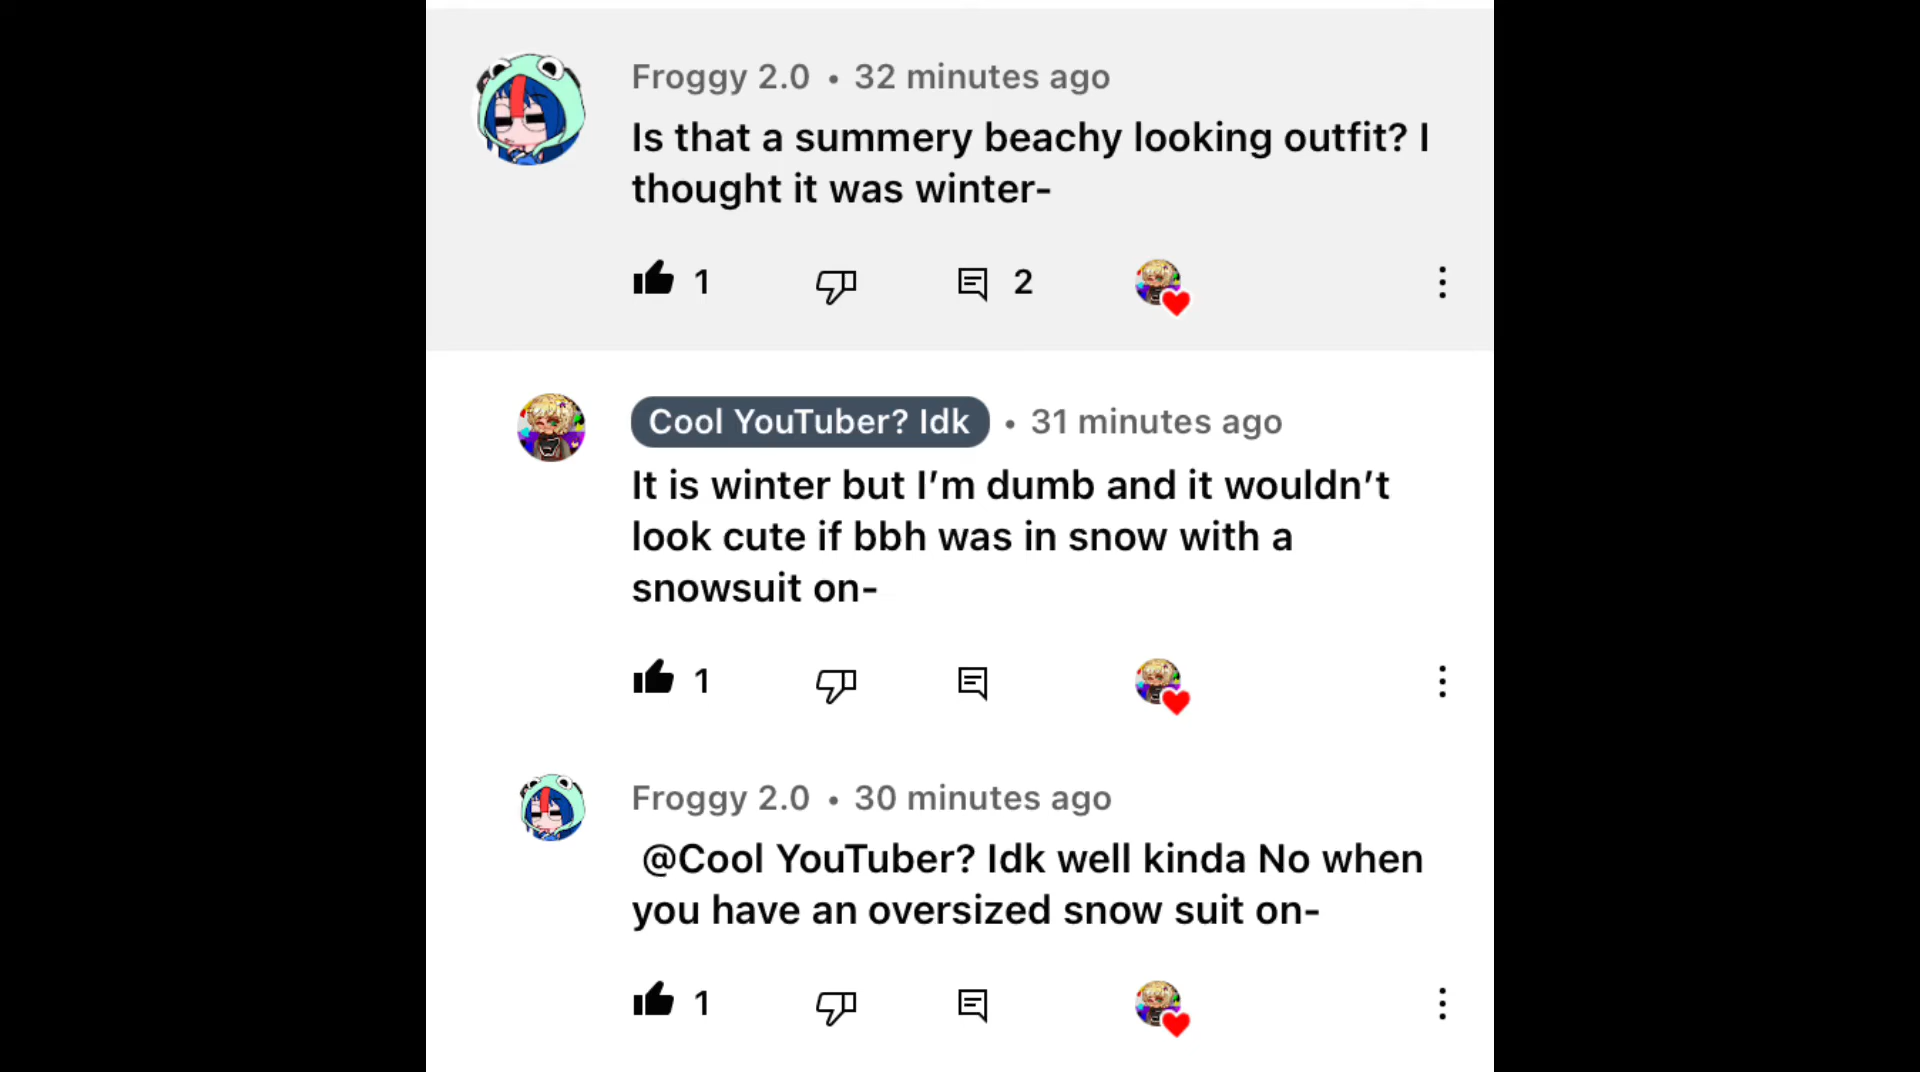 Froggy 2.0 • 32 minutes ago
Is that a summery beachy looking outfit? I
thought it was winter-
1 2
Cool YouTuber? Idk • 31 minutes ago
It is winter but I’m dumb and it wouldn’t
look cute if bbh was in snow with a
snowsuit on-
1
Froggy 2.0 • 30 minutes ago
@Cool YouTuber? Idk well kinda No when
you have an oversized snow suit on-
1